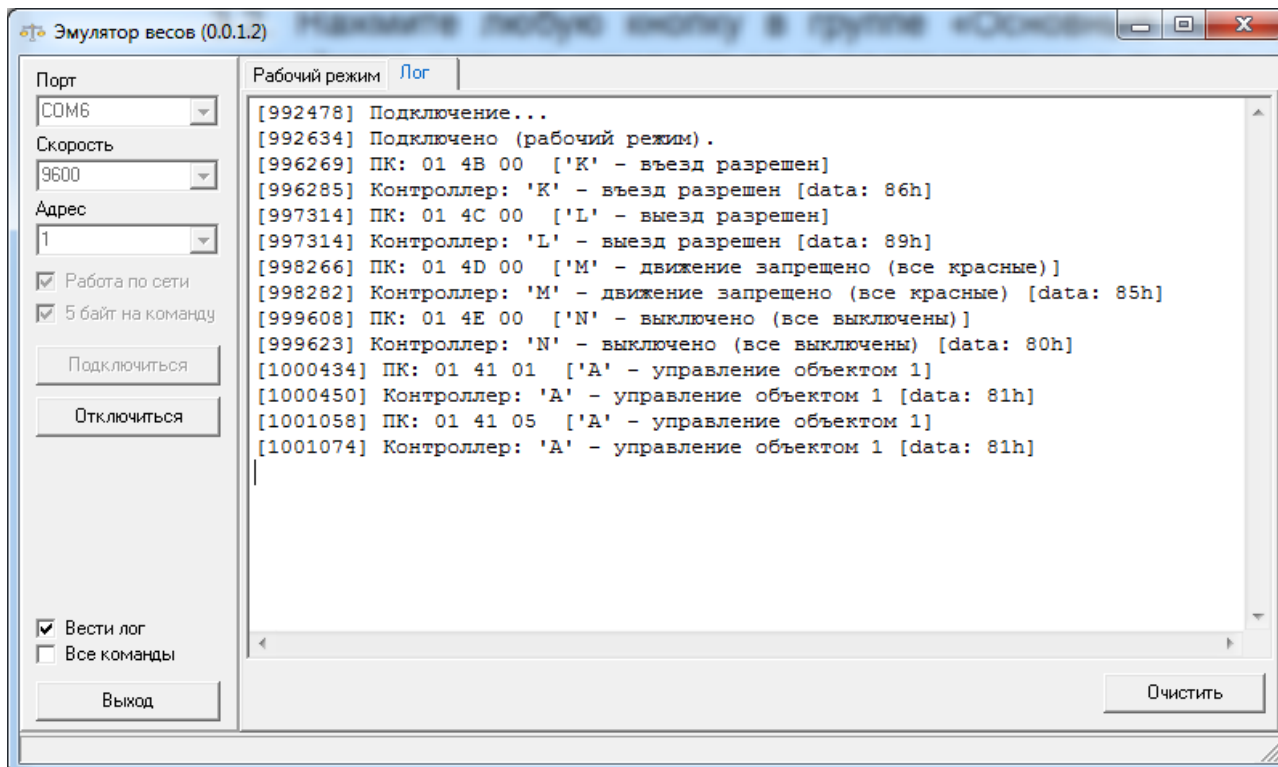 Эмулятор весов (0.0.1.2)
Нажмите любую кнопку в группе «Основн
Порт
COM6
Скорость
9600
Адрес
1
Работа по сети
5 байт на команду
Подключиться
Отключиться
Вести лог
Все команды
Выход
Рабочий режим Лог
[992478] Подключение...
[992634] Подключено (рабочий режим).
[996269] ПК: 01 4B 00 ['K' - въезд разрешен]
[996285] Контроллер: 'K' - въезд разрешен [data: 86h]
[997314] ПК: 01 4C 00 ['L' - выезд разрешен]
[997314] Контроллер: 'L' - выезд разрешен [data: 89h]
[998266] ПК: 01 4D 00 ['M' - движение запрещено (все красные)]
[998282] Контроллер: 'M' - движение запрещено (все красные) [data: 85h]
[999608] ПК: 01 4E 00 ['N' - выключено (все выключены)]
[999623] Контроллер: 'N' - выключено (все выключены) [data: 80h]
[1000434] ПК: 01 41 01 ['A' - управление объектом 1]
[1000450] Контроллер: 'A' - управление объектом 1 [data: 81h]
[1001058] ПК: 01 41 05 ['A' - управление объектом 1]
[1001074] Контроллер: 'A' - управление объектом 1 [data: 81h]
Очистить